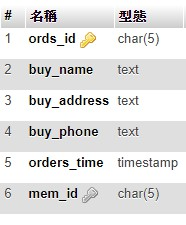 # 名稱 型態
1 ords_id char(5)
2 buy_name text
3 buy_address text
4 buy_phone text
5 orders_time timestamp
6 mem_id char(5)